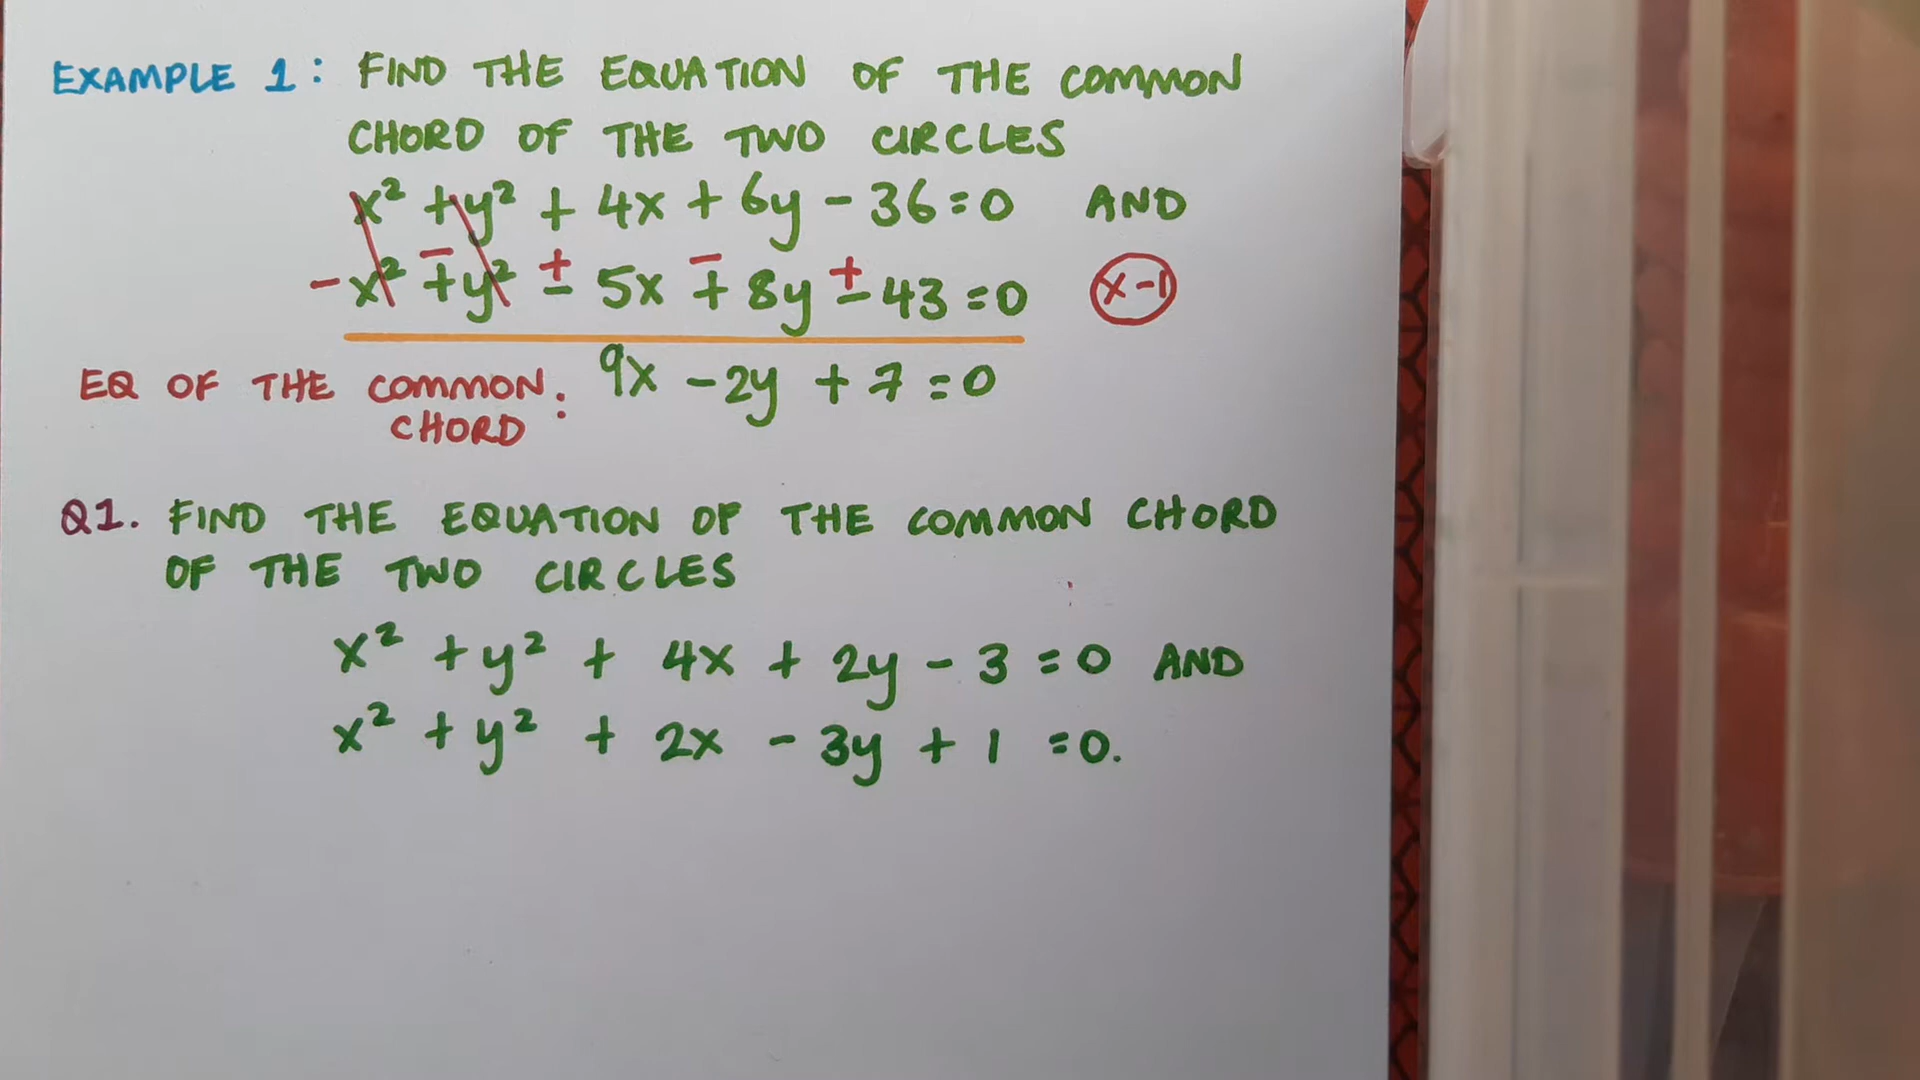 EXAMPLE 1: FIND THE EQUATION OF THE COMMON
CHORD OF THE TWO CIRCLES
x² + y² + 4x + 6y - 36 = 0 AND
- x² ∓ y² ± 5x ∓ 8y ± 43 = 0 (x-1)
EQ OF THE COMMON CHORD: 9x - 2y + 7 = 0
Q1. FIND THE EQUATION OF THE COMMON CHORD
OF THE TWO CIRCLES
x² + y² + 4x + 2y - 3 = 0 AND
x² + y² + 2x - 3y + 1 = 0.